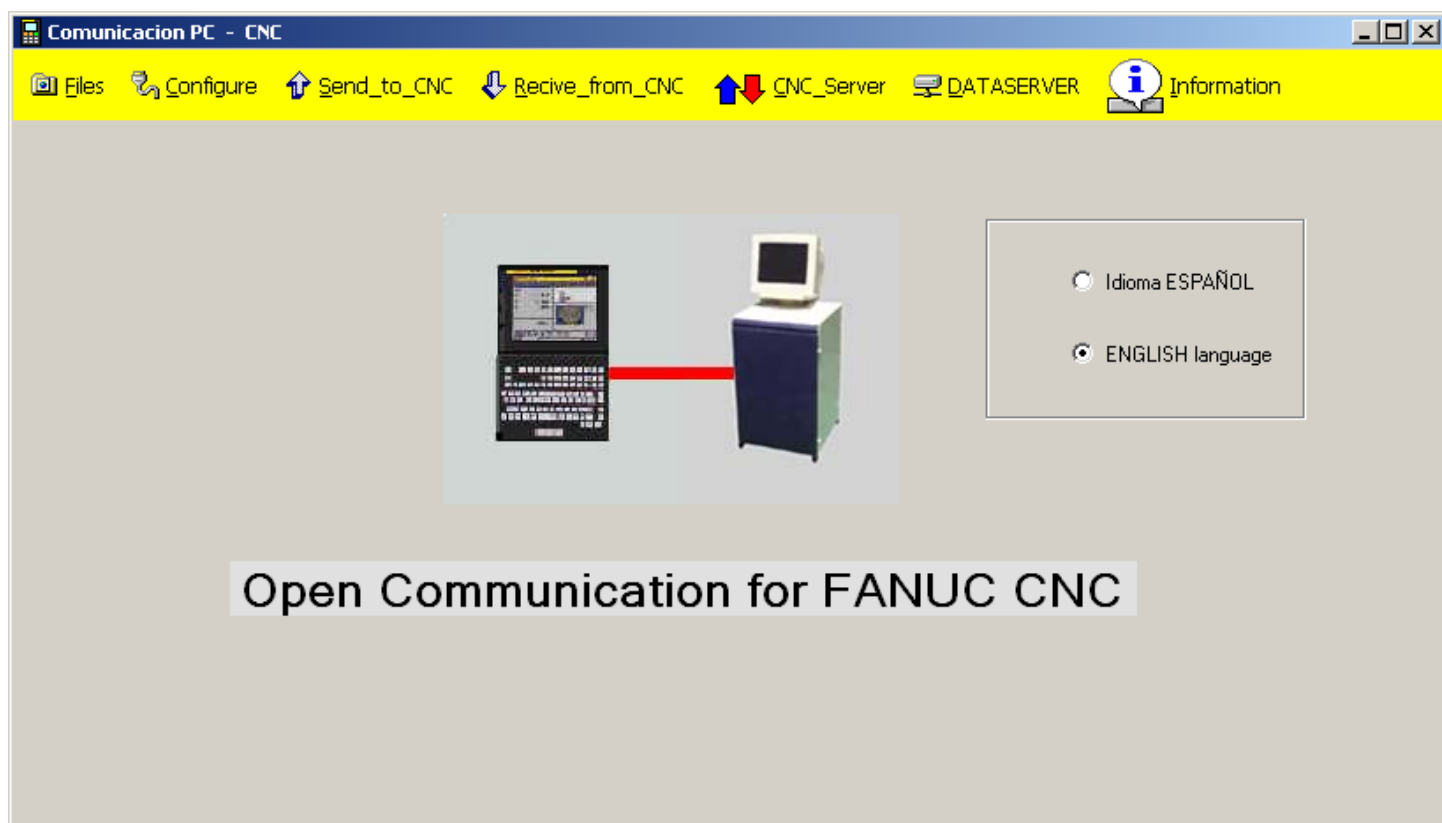 Comunicacion PC - CNC
Files Configure Send_to_CNC Recive_from_CNC CNC_Server DATASERVER Information
Idioma ESPAÑOL
ENGLISH language
Open Communication for FANUC CNC